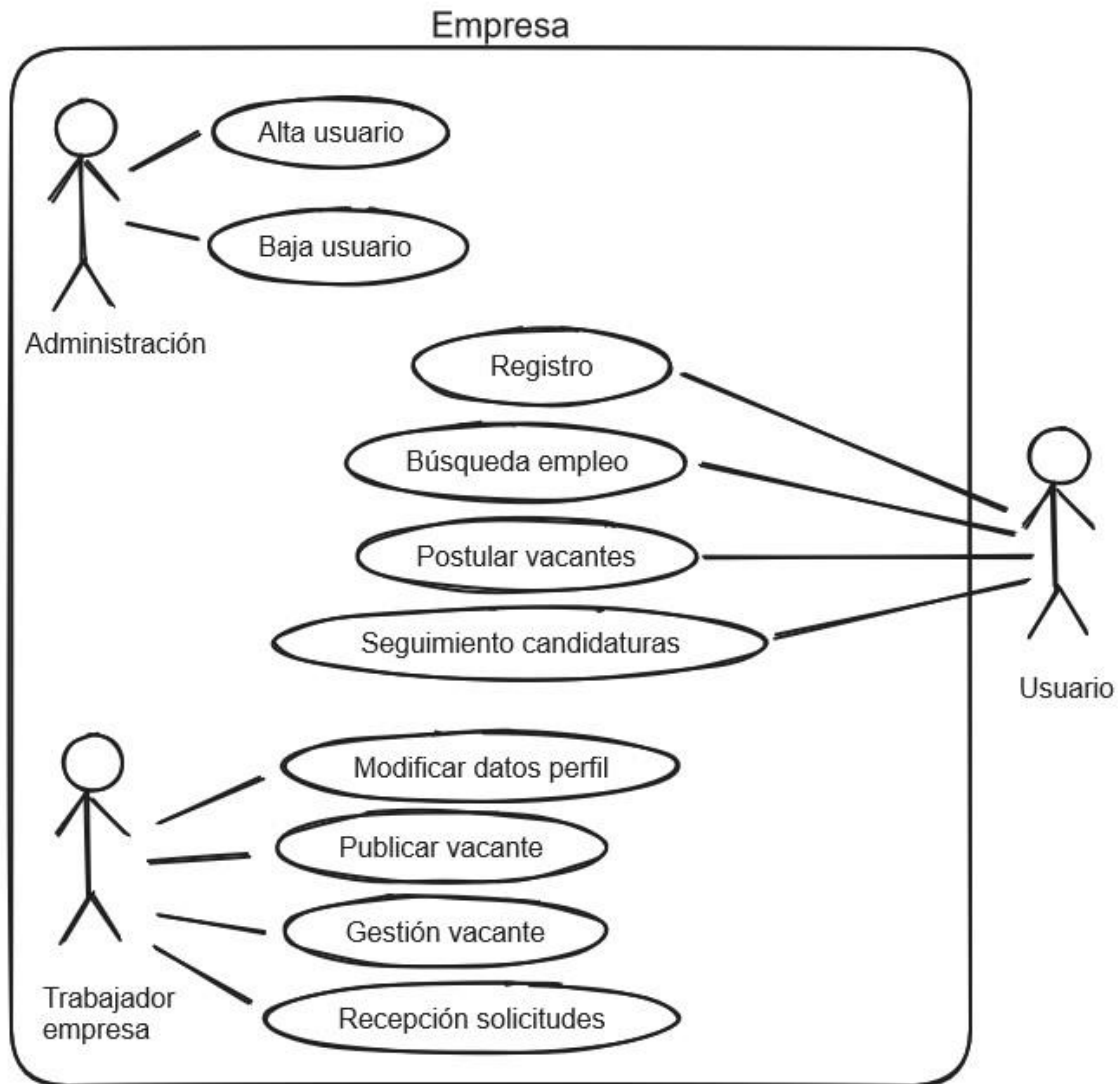 Empresa
Alta usuario
Baja usuario
Administración
Registro
Búsqueda empleo
Postular vacantes
Seguimiento candidaturas
Usuario
Modificar datos perfil
Publicar vacante
Gestión vacante
Trabajador
empresa
Recepción solicitudes